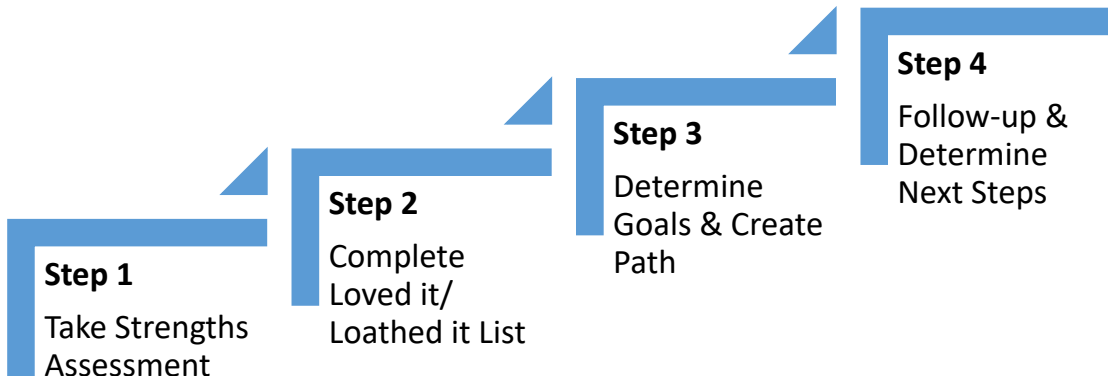 Step 1
Take Strengths
Assessment
Step 2
Complete
Loved it/
Loathed it List
Step 3
Determine
Goals & Create
Path
Step 4
Follow-up &
Determine
Next Steps